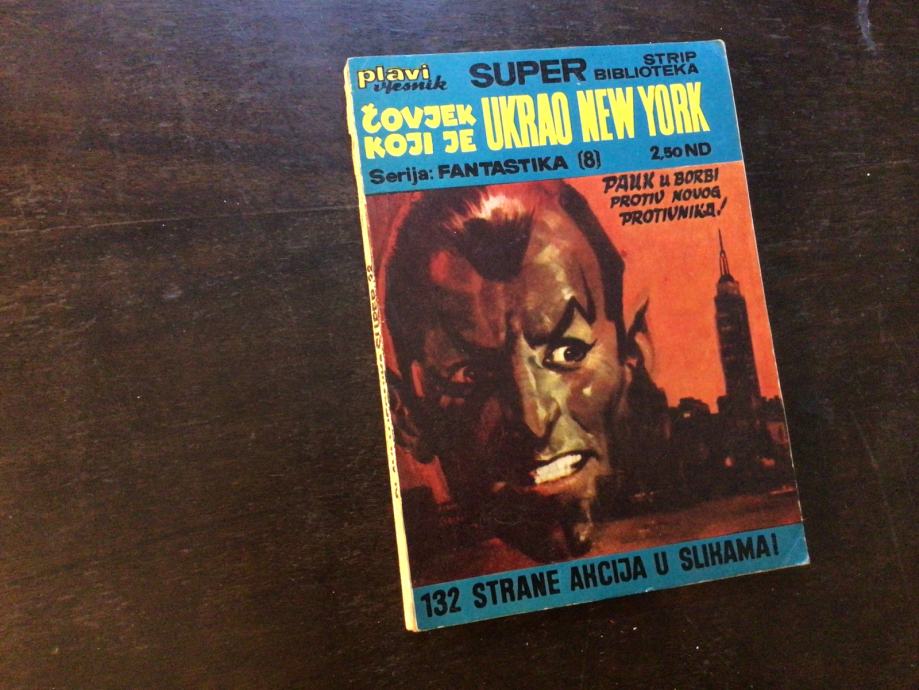 plavi
vjesnik
SUPER
STRIP
BIBLIOTEKA
ČOVJEK
KOJI JE
UKRAO NEW YORK
Serija: FANTASTIKA (8)
2,50 ND
PAUK U BORBI
PROTIV NOVOG
PROTIVNIKA!
132 STRANE AKCIJA U SLIKAMA!